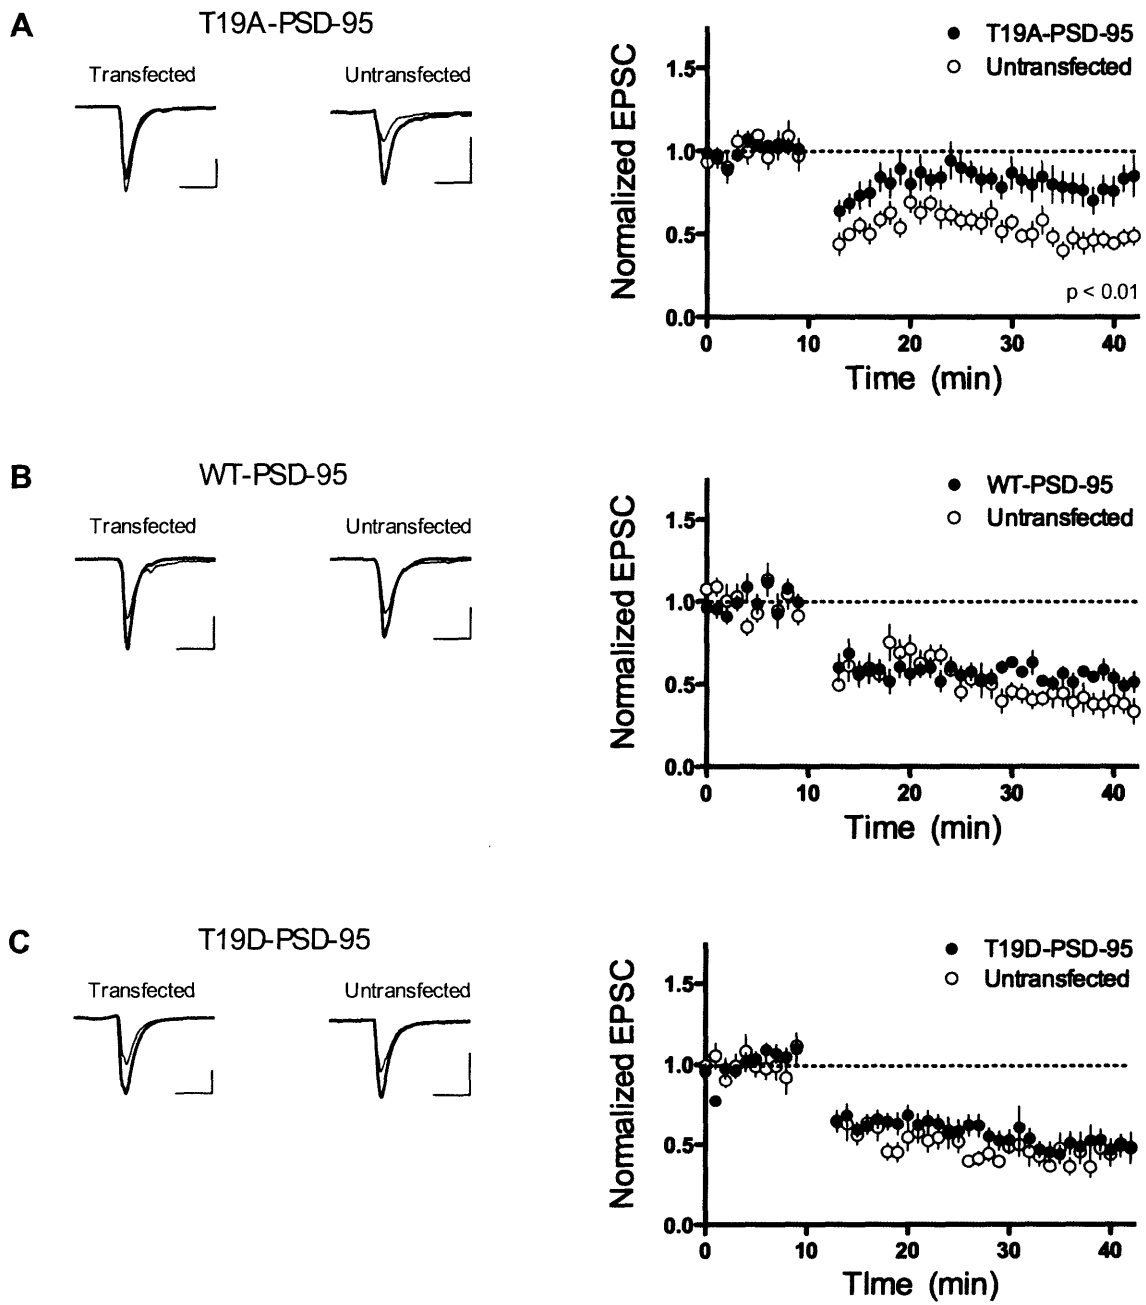 A
T19A-PSD-95
Transfected
Untransfected
T19A-PSD-95
Untransfected
Normalized EPSC
1.5
1.0
0.5
0.0
p < 0.01
0 10 20 30 40
Time (min)
B
WT-PSD-95
Transfected
Untransfected
WT-PSD-95
Untransfected
Normalized EPSC
1.5
1.0
0.5
0.0
0 10 20 30 40
Time (min)
C
T19D-PSD-95
Transfected
Untransfected
T19D-PSD-95
Untransfected
Normalized EPSC
1.5
1.0
0.5
0.0
0 10 20 30 40
TIme (min)